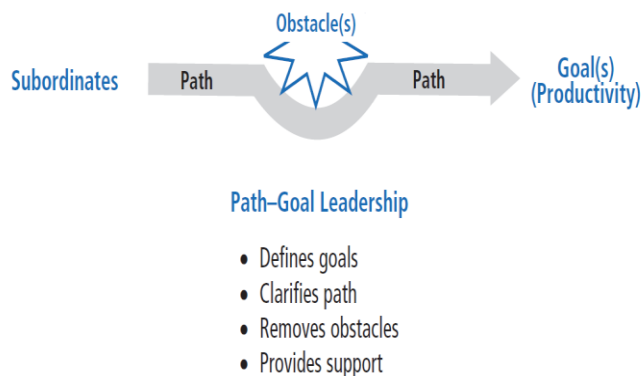 Obstacle(s)
Subordinates
Path
Path
Goal(s)
(Productivity)
Path–Goal Leadership
• Defines goals
• Clarifies path
• Removes obstacles
• Provides support